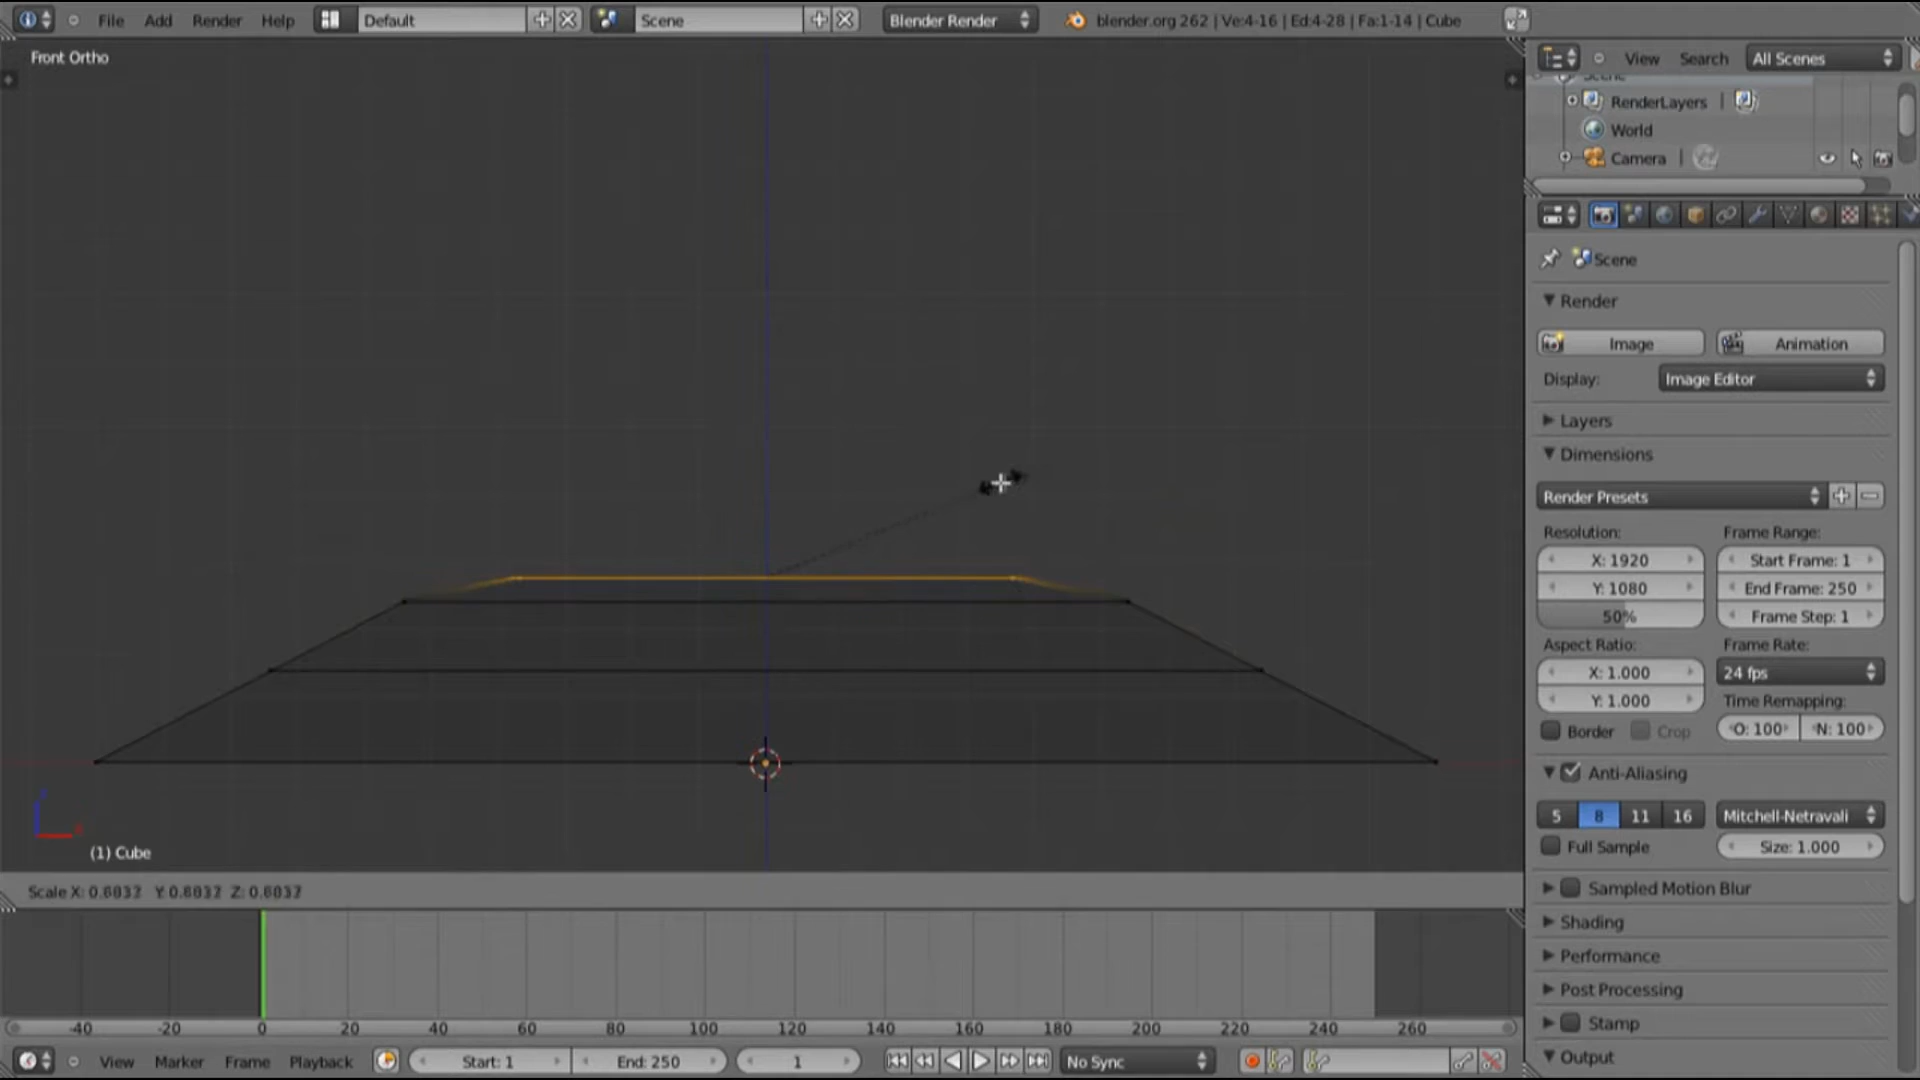 File Add Render Help Default Scene Blender Render blender.org 262 | Ve:4-16 | Ed:4-28 | Fa:1-14 | Cube
Front Ortho
View Search All Scenes
RenderLayers
World
Camera
Scene
Render
Image Animation
Display: Image Editor
Layers
Dimensions
Render Presets
Resolution: Frame Range:
X: 1920 Start Frame: 1
Y: 1080 End Frame: 250
50% Frame Step: 1
Aspect Ratio: Frame Rate:
X: 1.000 24 fps
Y: 1.000 Time Remapping:
Border Crop O: 100 N: 100
Anti-Aliasing
5 8 11 16 Mitchell-Netravali
Full Sample Size: 1.000
Sampled Motion Blur
Shading
Performance
Post Processing
Stamp
Output
(1) Cube
Scale X: 0.6837 Y: 0.6837 Z: 0.6837
-40 -20 0 20 40 60 80 100 120 140 160 180 200 220 240 260
View Marker Frame Playback Start: 1 End: 250 1 No Sync